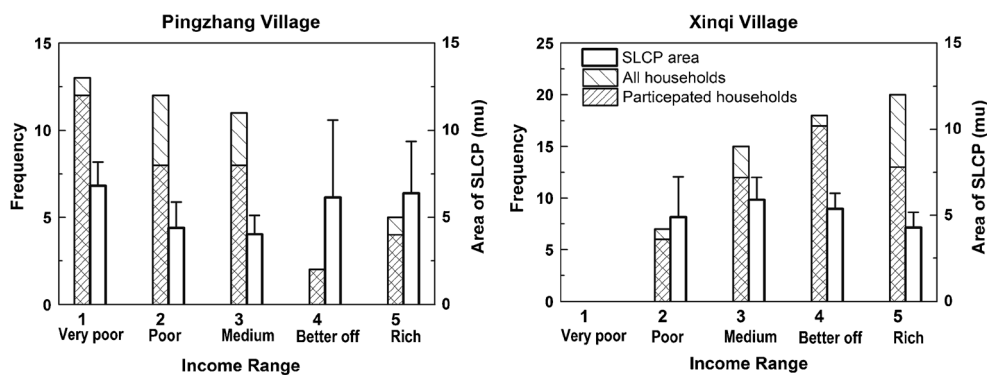 Pingzhang Village
15
10
5
0
Frequency
15
10
5
0
Area of SLCP (mu)
1 2 3 4 5
Very poor Poor Medium Better off Rich
Income Range
Xinqi Village
25
20
15
10
5
0
Frequency
SLCP area
All households
Particepated households
15
10
5
0
Area of SLCP (mu)
1 2 3 4 5
Very poor Poor Medium Better off Rich
Income Range